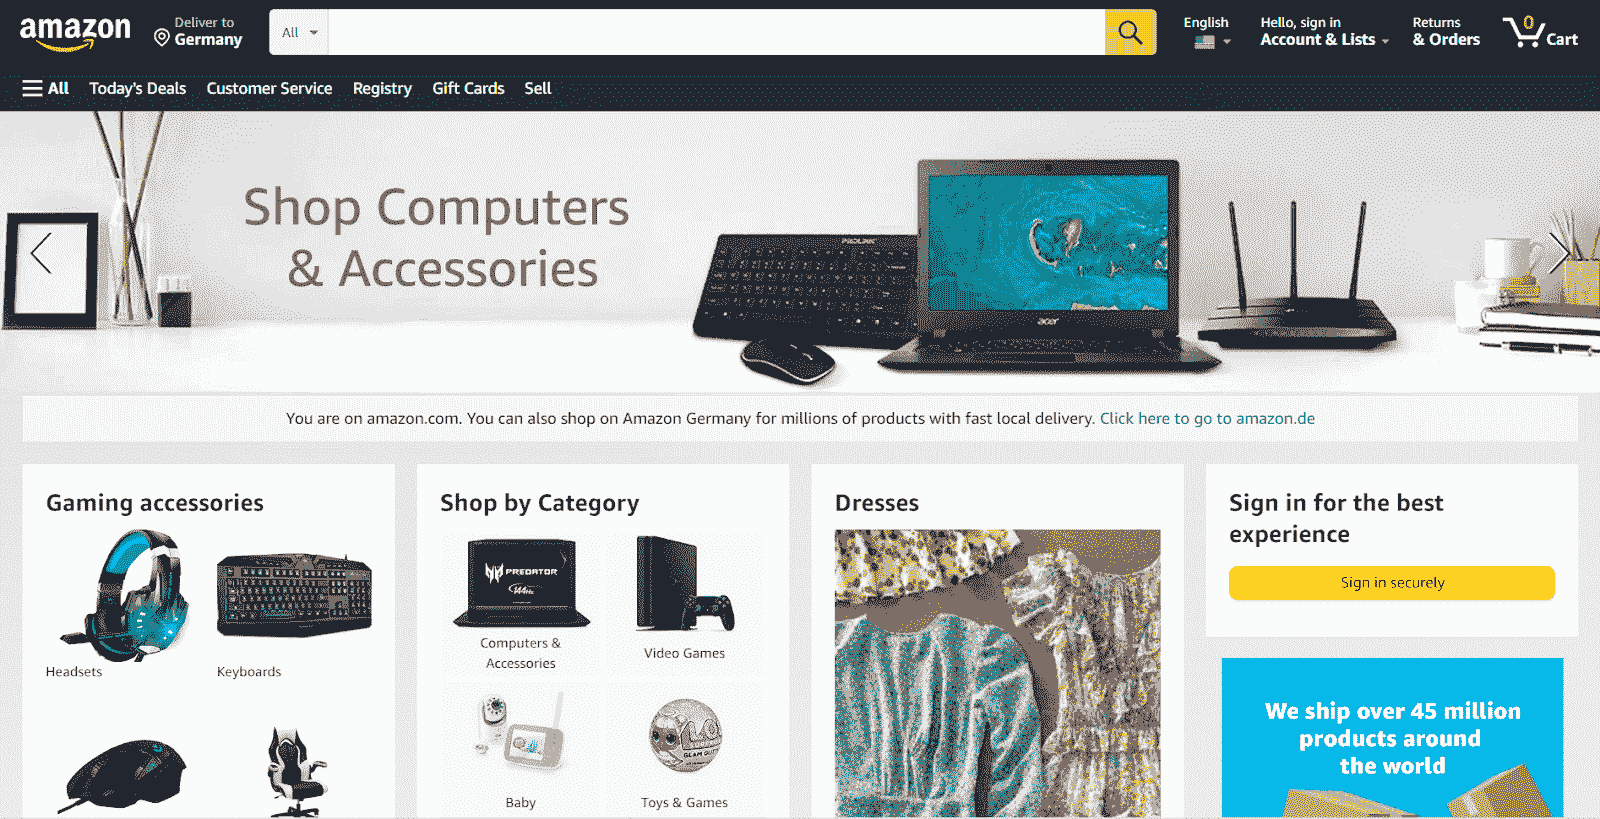 amazon
Deliver to
Germany
All
English
Hello, sign in
Account & Lists
Returns
& Orders
0
Cart
All
Today's Deals
Customer Service
Registry
Gift Cards
Sell
Shop Computers
& Accessories
PROLINK
acer
You are on amazon.com. You can also shop on Amazon Germany for millions of products with fast local delivery. Click here to go to amazon.de
Gaming accessories
Headsets
Keyboards
Shop by Category
PREDATOR
Computers &
Accessories
Video Games
Baby
L.O.L.
SURPRISE
GLAM GLITTER
Toys & Games
Dresses
Sign in for the best
experience
Sign in securely
We ship over 45 million
products around
the world